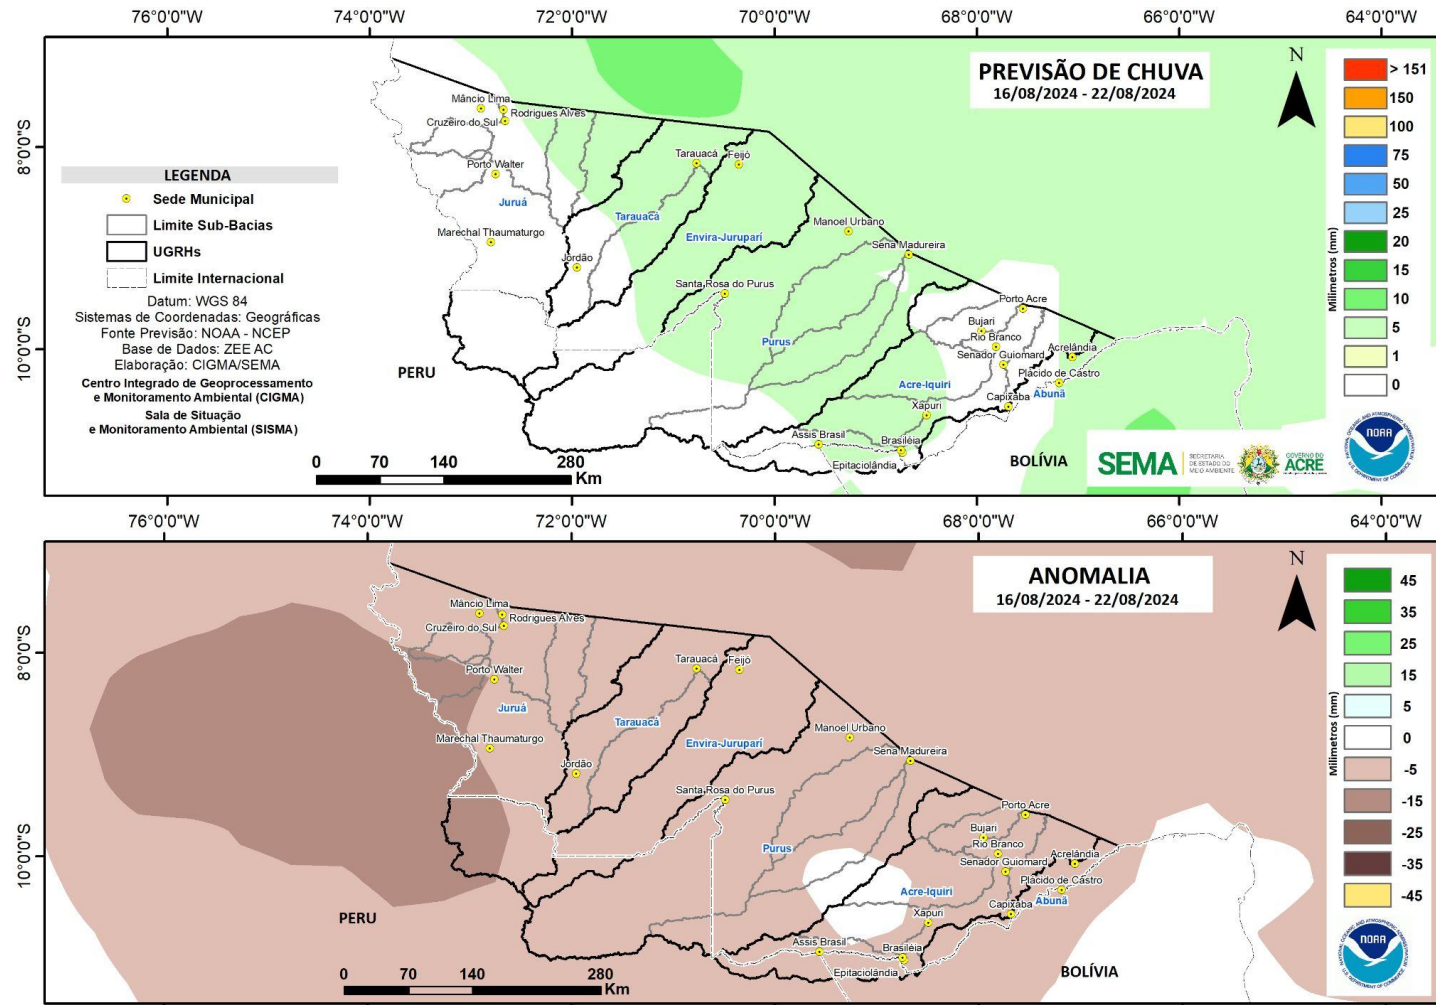 76°0'0"W 74°0'0"W 72°0'0"W 70°0'0"W 68°0'0"W 66°0'0"W 64°0'0"W
8°0'0"S
10°0'0"S
PREVISÃO DE CHUVA
16/08/2024 - 22/08/2024
N
LEGENDA
Sede Municipal
Limite Sub-Bacias
UGRHs
Limite Internacional
Datum: WGS 84
Sistemas de Coordenadas: Geográficas
Fonte Previsão: NOAA - NCEP
Base de Dados: ZEE AC
Elaboração: CIGMA/SEMA
Centro Integrado de Geoprocessamento
e Monitoramento Ambiental (CIGMA)
Sala de Situação
e Monitoramento Ambiental (SISMA)
Mâncio Lima
Rodrigues Alves
Cruzeiro do Sul
Porto Walter
Juruá
Marechal Thaumaturgo
Jordão
Tarauacá
Feijó
Tarauacá
Envira-Juruparí
Manoel Urbano
Sena Madureira
Santa Rosa do Purus
Purus
Porto Acre
Bujari
Rio Branco
Senador Guiomard
Acrelândia
Plácido de Castro
Abunã
Acre-Iquiri
Capixaba
Xapuri
Assis Brasil
Brasiléia
Epitaciolândia
PERU
BOLÍVIA
0 70 140 280
Km
Milimetros (mm)
> 151
150
100
75
50
25
20
15
10
5
1
0
SEMA
SECRETARIA
DE ESTADO DO
MEIO AMBIENTE
GOVERNO DO
ACRE
NOAA
76°0'0"W 74°0'0"W 72°0'0"W 70°0'0"W 68°0'0"W 66°0'0"W 64°0'0"W
8°0'0"S
10°0'0"S
ANOMALIA
16/08/2024 - 22/08/2024
N
Mâncio Lima
Rodrigues Alves
Cruzeiro do Sul
Porto Walter
Juruá
Marechal Thaumaturgo
Jordão
Tarauacá
Feijó
Tarauacá
Envira-Juruparí
Manoel Urbano
Sena Madureira
Santa Rosa do Purus
Purus
Porto Acre
Bujari
Rio Branco
Senador Guiomard
Acrelândia
Plácido de Castro
Abunã
Acre-Iquiri
Capixaba
Xapuri
Assis Brasil
Brasiléia
Epitaciolândia
PERU
BOLÍVIA
0 70 140 280
Km
Milimetros (mm)
45
35
25
15
5
0
-5
-15
-25
-35
-45
NOAA